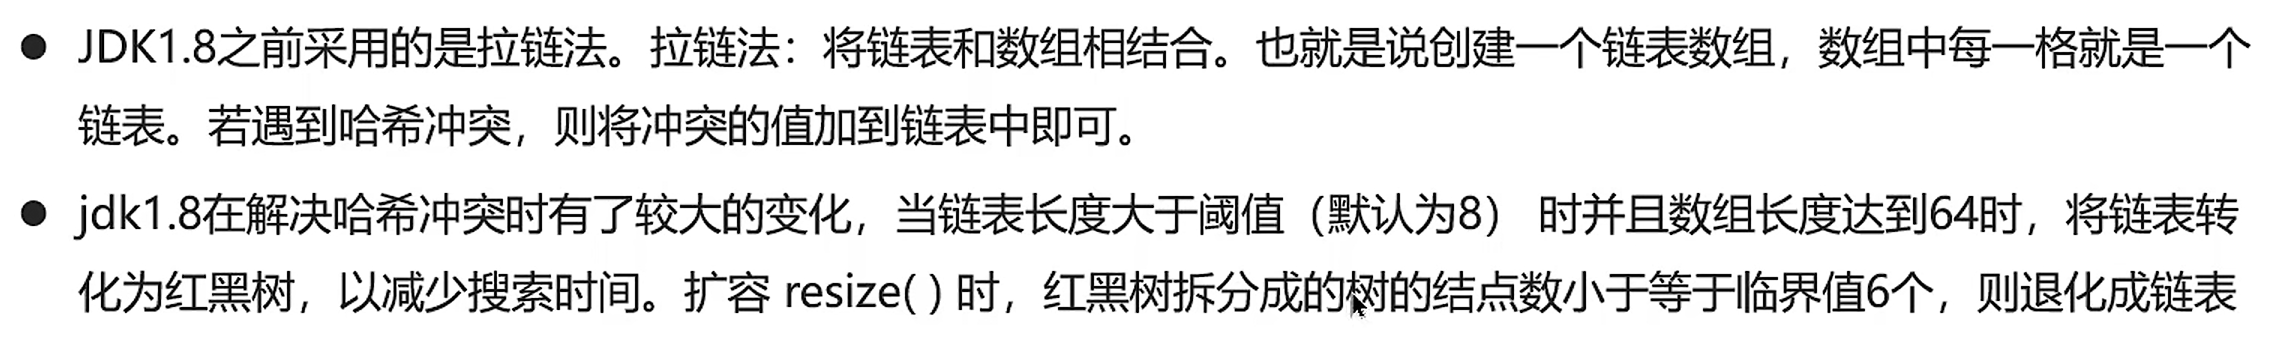 ● JDK1.8之前采用的是拉链法。拉链法：将链表和数组相结合。也就是说创建一个链表数组，数组中每一格就是一个
链表。若遇到哈希冲突，则将冲突的值加到链表中即可。
● jdk1.8在解决哈希冲突时有了较大的变化，当链表长度大于阈值（默认为8） 时并且数组长度达到64时，将链表转
化为红黑树，以减少搜索时间。扩容 resize( ) 时，红黑树拆分成的树的结点数小于等于临界值6个，则退化成链表